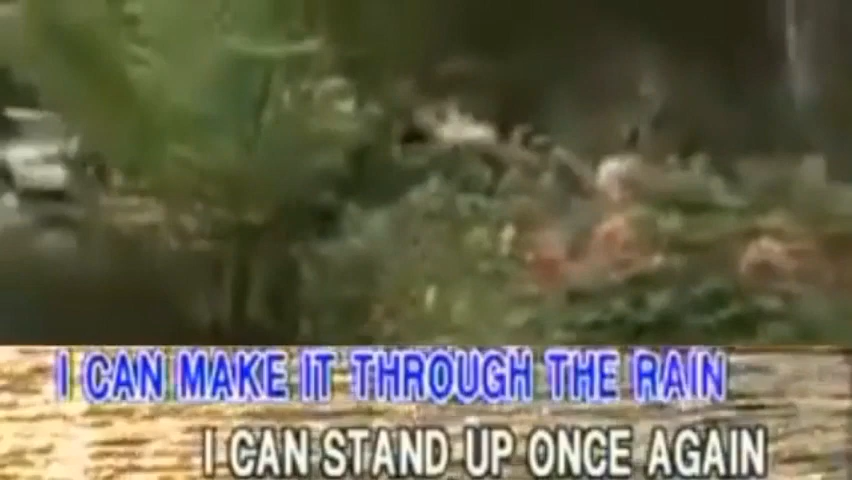 I CAN MAKE IT THROUGH THE RAIN
I CAN STAND UP ONCE AGAIN